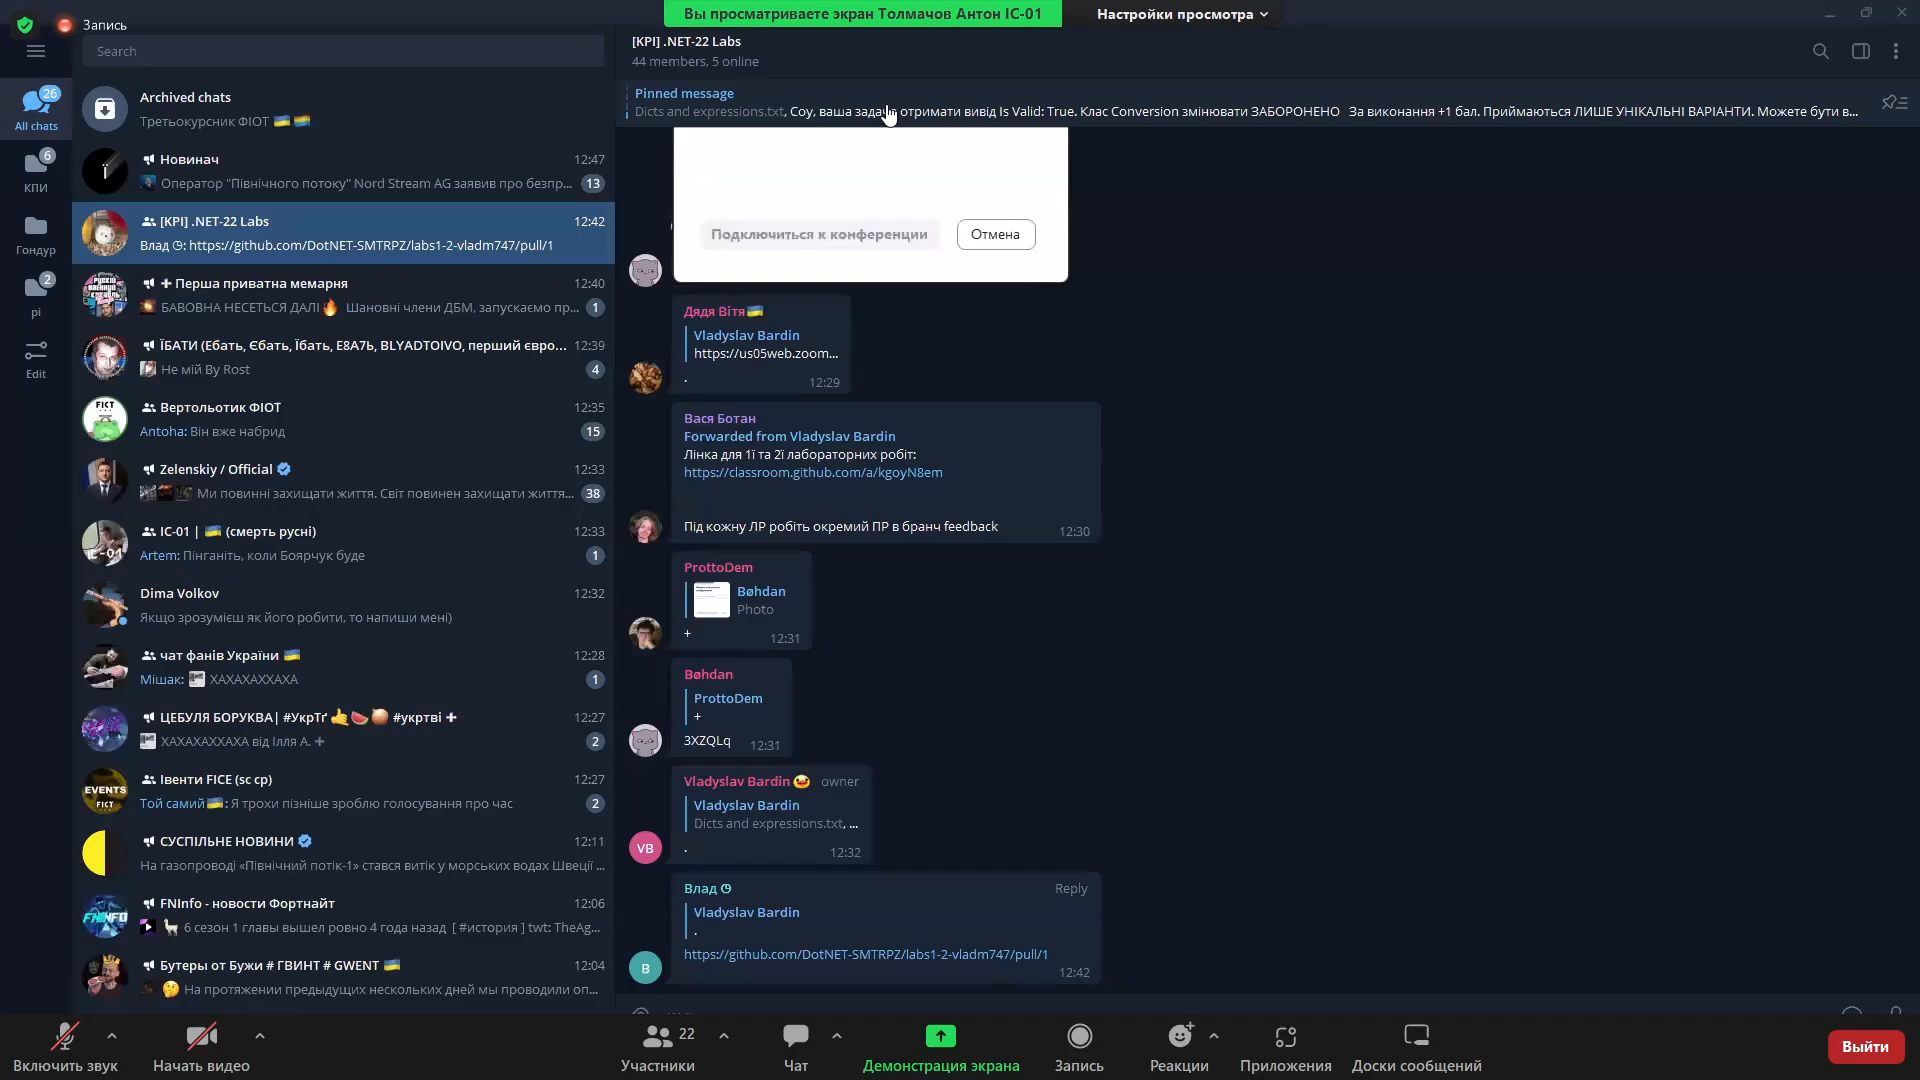 Запись
Вы просматриваете экран Толмачов Антон ІС-01
Настройки просмотра
Search
26
All chats
6
КПИ
Гондур
2
pi
Edit
Archived chats
Третьокурсник ФІОТ
Новинач
12:47
Оператор "Північного потоку" Nord Stream AG заявив про безпр...
13
[KPI] .NET-22 Labs
12:42
Влад: https://github.com/DotNET-SMTRPZ/labs1-2-vladm747/pull/1
Перша приватна мемарня
12:40
БАВОВНА НЕСЕТЬСЯ ДАЛІ🔥 Шановні члени ДБМ, запускаємо пр...
1
ЇБАТИ (Ебать, Єбать, Їбать, E8A7Ь, BLYADTOIVO, перший євро...
12:39
Не мій By Rost
4
FICT
Вертольотик ФІОТ
12:35
Antoha: Він вже набрид
15
Zelenskiy / Official
12:33
Ми повинні захищати життя. Світ повинен захищати життя...
38
ІС-01
ІС-01 | 🇺🇦 (смерть русні)
12:33
Artem: Пінганіть, коли Боярчук буде
1
Dima Volkov
12:32
Якщо зрозумієш як його робити, то напиши мені)
чат фанів України 🇺🇦
12:28
Мішак: ХАХАХАХХАХА
1
ЦЕБУЛЯ БОРУКВА| #УкрТґ 🤙🍉🍑 #укртві
12:27
ХАХАХАХХАХА від Ілля А.
2
EVENTS
FICT
Івенти FICE (sc cp)
12:27
Той самий🇺🇦: Я трохи пізніше зроблю голосування про час
2
СУСПІЛЬНЕ НОВИНИ
12:11
На газопроводі «Північний потік-1» стався витік у морських водах Швеції ...
FNINFO
FNInfo - новости Фортнайт
12:06
6 сезон 1 главы вышел ровно 4 года назад [ #история ] twt: TheAg...
Бутеры от Бужи # ГВИНТ # GWENT 🇺🇦
12:04
🤔 На протяжении предыдущих нескольких дней мы проводили оп...
[KPI] .NET-22 Labs
44 members, 5 online
Pinned message
Dicts and expressions.txt, Соу, ваша задача отримати вивід Is Valid: True. Клас Conversion змінювати ЗАБОРОНЕНО За виконання +1 бал. Приймаються ЛИШЕ УНІКАЛЬНІ ВАРІАНТИ. Можете бути в...
Подключиться к конференции
Отмена
Дядя Вітя🇺🇦
Vladyslav Bardin
https://us05web.zoom...
.
12:29
Вася Ботан
Forwarded from Vladyslav Bardin
Лінка для 1ї та 2ї лабораторних робіт:
https://classroom.github.com/a/kgoyN8em
Під кожну ЛР робіть окремий ПР в бранч feedback
12:30
ProttoDem
Bøhdan
Photo
+
12:31
Bøhdan
ProttoDem
+
3XZQLq
12:31
Vladyslav Bardin
owner
Vladyslav Bardin
Dicts and expressions.txt, ...
.
VB
12:32
Влад
Reply
Vladyslav Bardin
.
https://github.com/DotNET-SMTRPZ/labs1-2-vladm747/pull/1
В
12:42
Включить звук
Начать видео
22
Участники
Чат
Демонстрация экрана
Запись
Реакции
Приложения
Доски сообщений
Выйти